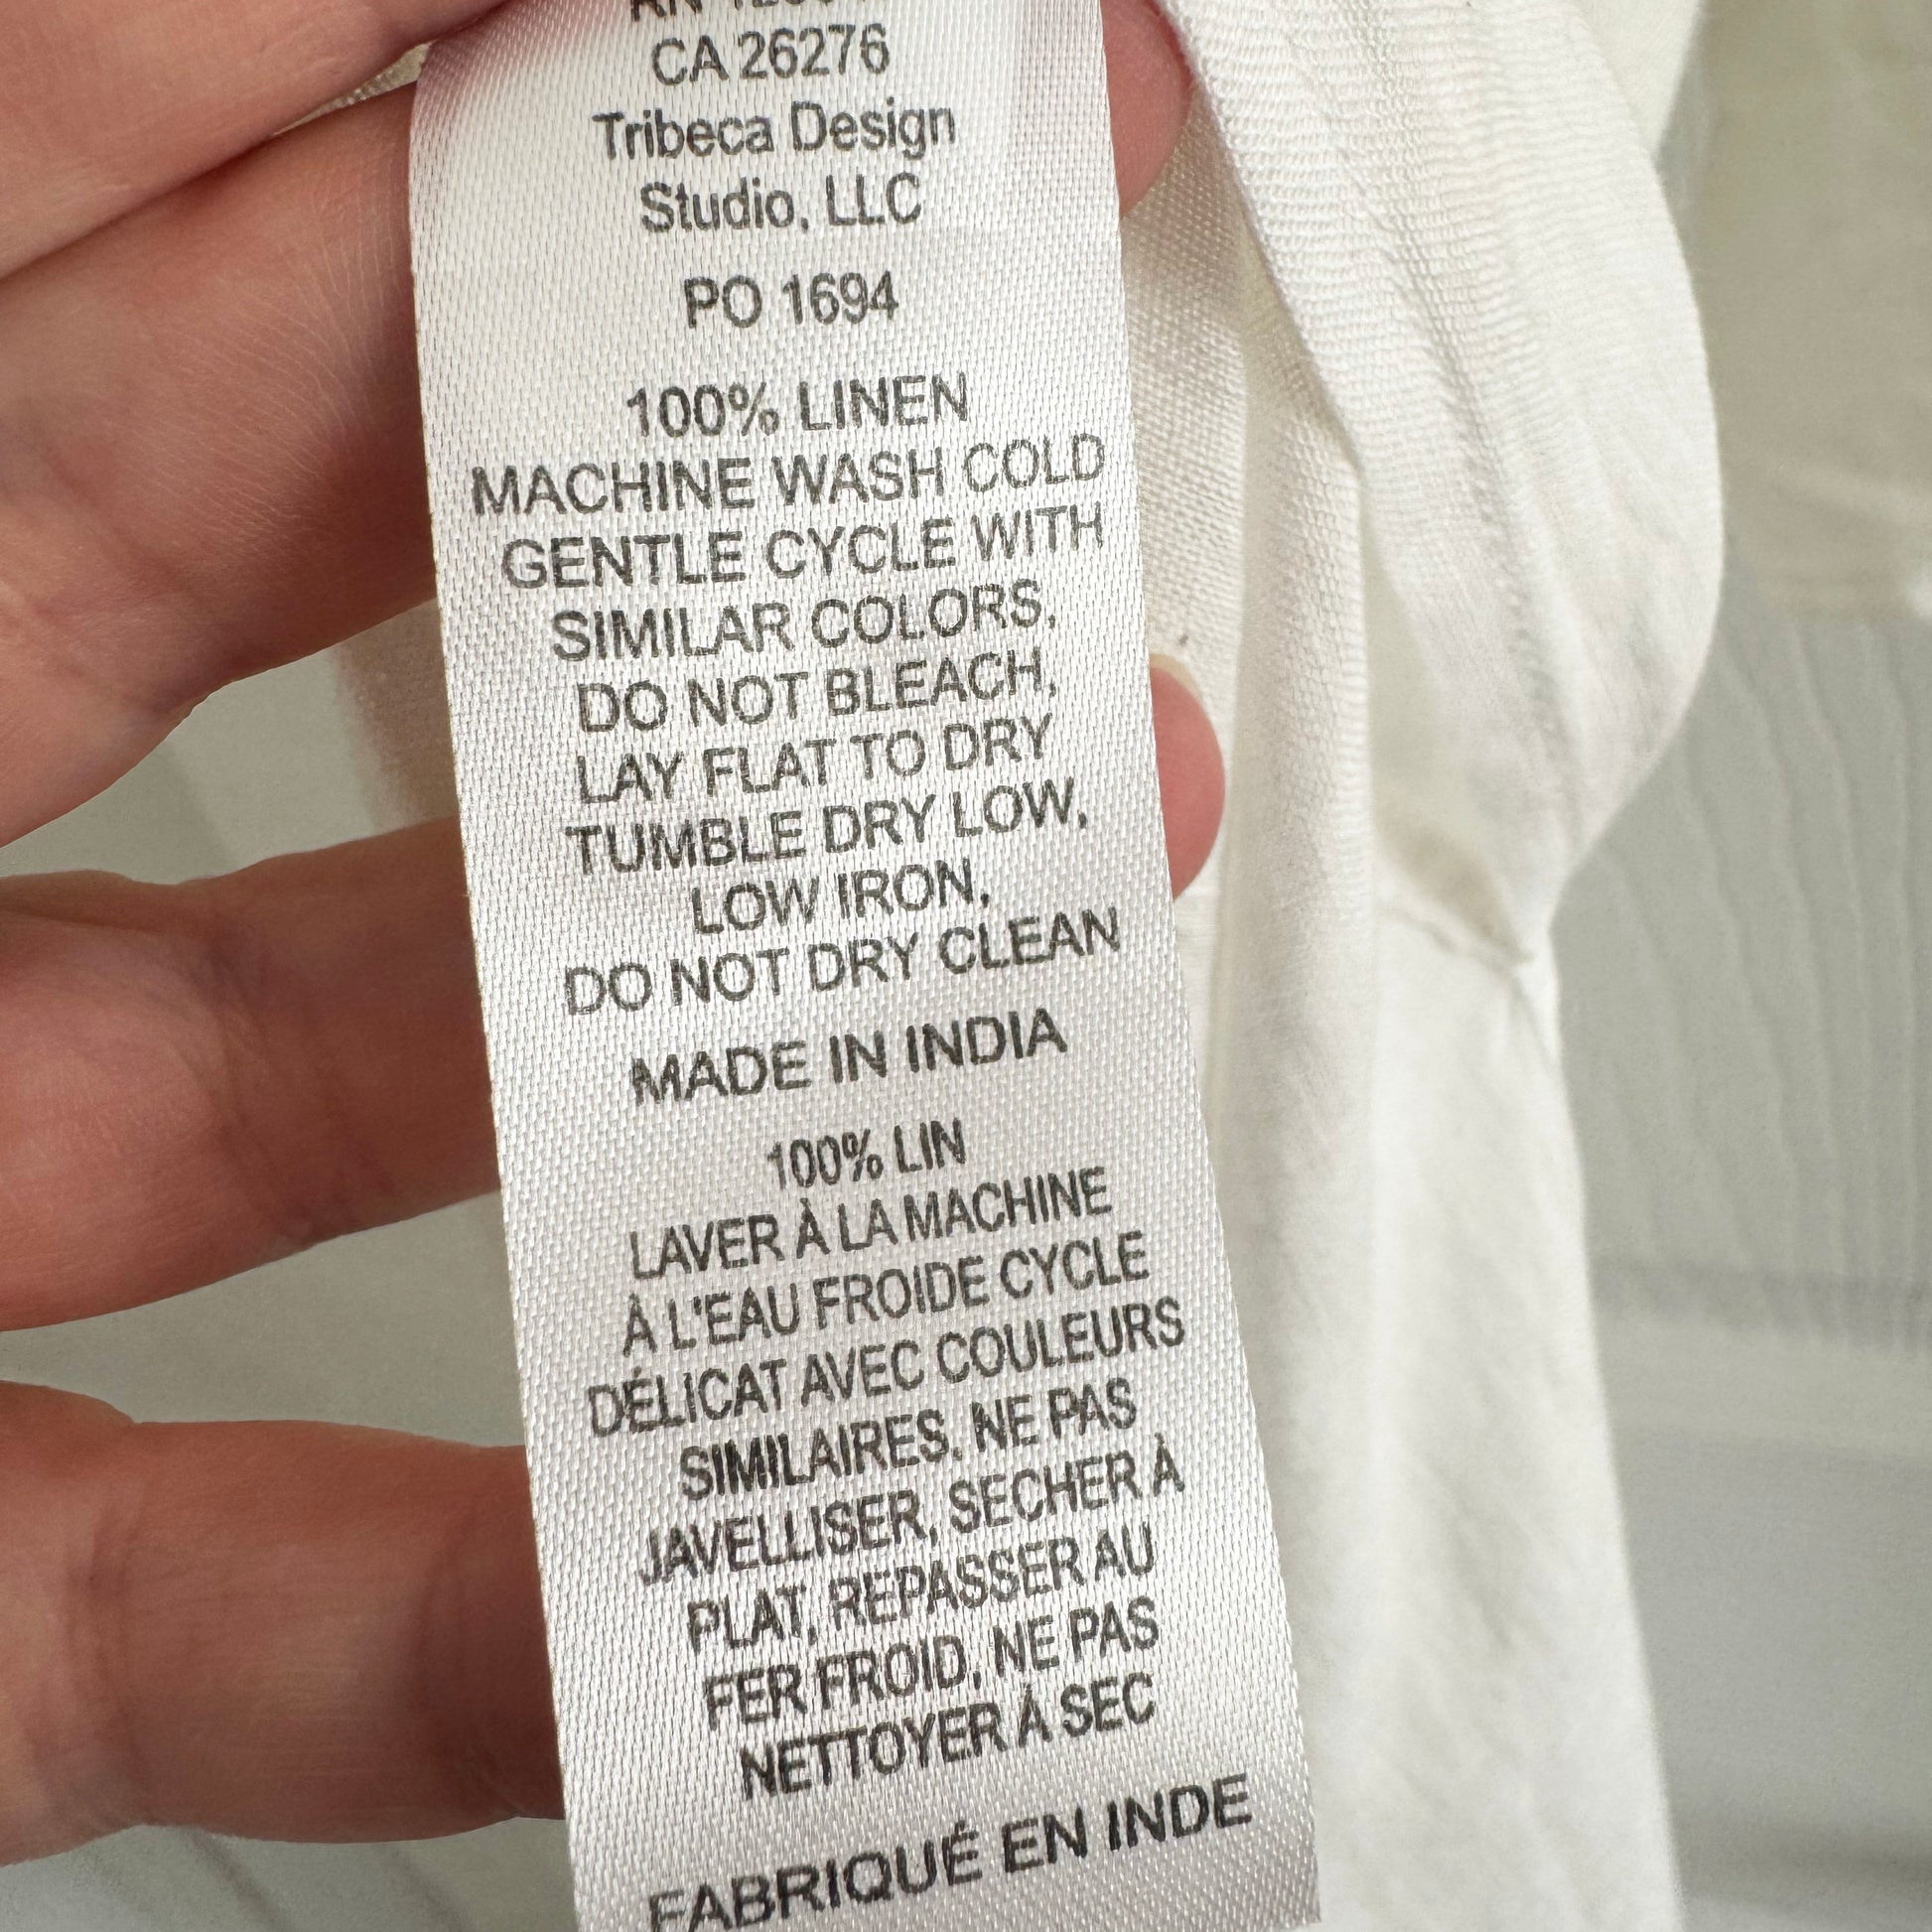 CA 26276
Tribeca Design
Studio, LLC
PO 1694
100% LINEN
MACHINE WASH COLD
GENTLE CYCLE WITH
SIMILAR COLORS,
DO NOT BLEACH,
LAY FLAT TO DRY
TUMBLE DRY LOW,
LOW IRON,
DO NOT DRY CLEAN
MADE IN INDIA
100% LIN
LAVER À LA MACHINE
À L'EAU FROIDE CYCLE
DÉLICAT AVEC COULEURS
SIMILAIRES, NE PAS
JAVELLISER, SECHER À
PLAT, REPASSER AU
FER FROID, NE PAS
NETTOYER À SEC
FABRIQUÉ EN INDE